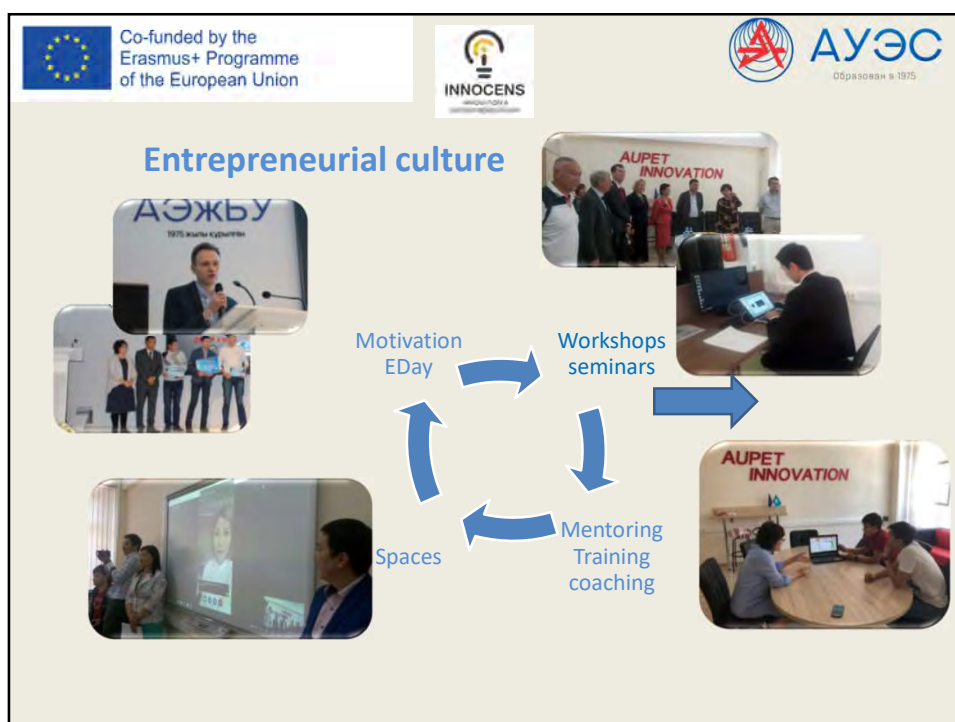 Co-funded by the
Erasmus+ Programme
of the European Union
INNOCENS
АУЭС
Образован в 1975
Entrepreneurial culture
AUPET
INNOVATION
АЭЖБУ
1975 жылы құрылған
Motivation
EDay
Workshops
seminars
AUPET
INNOVATION
Spaces
Mentoring
Training
coaching